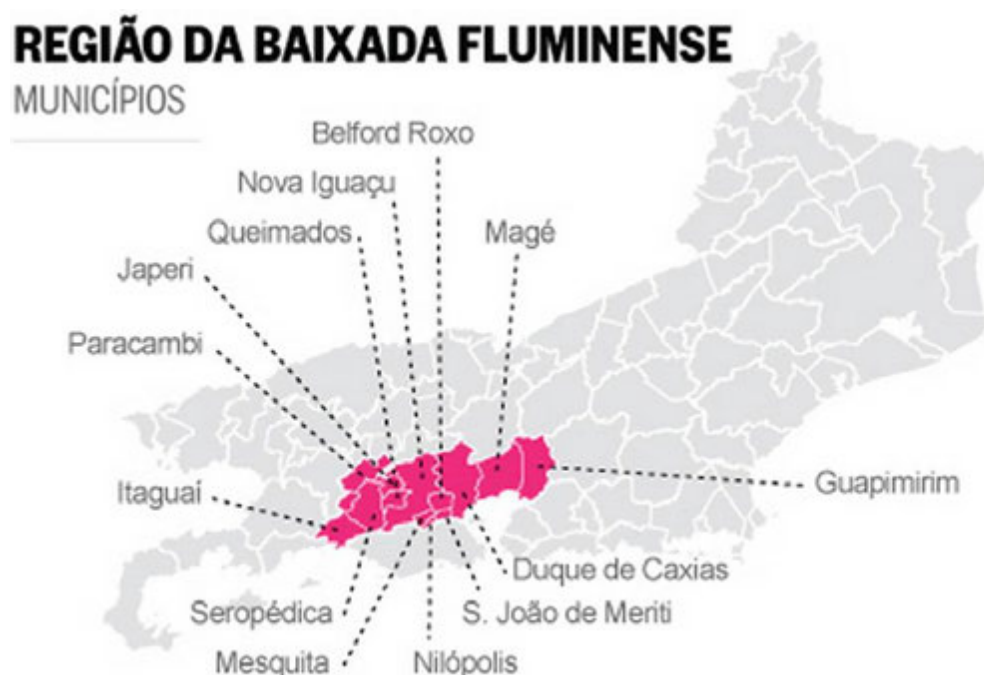 REGIÃO DA BAIXADA FLUMINENSE
MUNICÍPIOS
Belford Roxo
Nova Iguaçu
Queimados
Magé
Japeri
Paracambi
Itaguaí
Guapimirim
Duque de Caxias
Seropédica
S. João de Meriti
Mesquita
Nilópolis